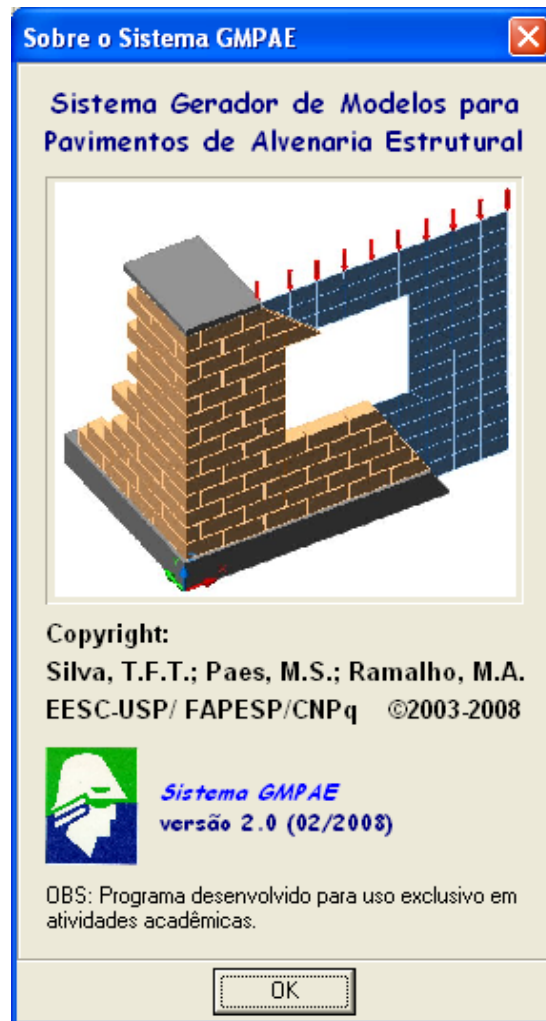 Sobre o Sistema GMPAE
Sistema Gerador de Modelos para
Pavimentos de Alvenaria Estrutural
Copyright:
Silva, T.F.T.; Paes, M.S.; Ramalho, M.A.
EESC-USP/ FAPESP/CNPq ©2003-2008
Sistema GMPAE
versão 2.0 (02/2008)
OBS: Programa desenvolvido para uso exclusivo em
atividades acadêmicas.
OK